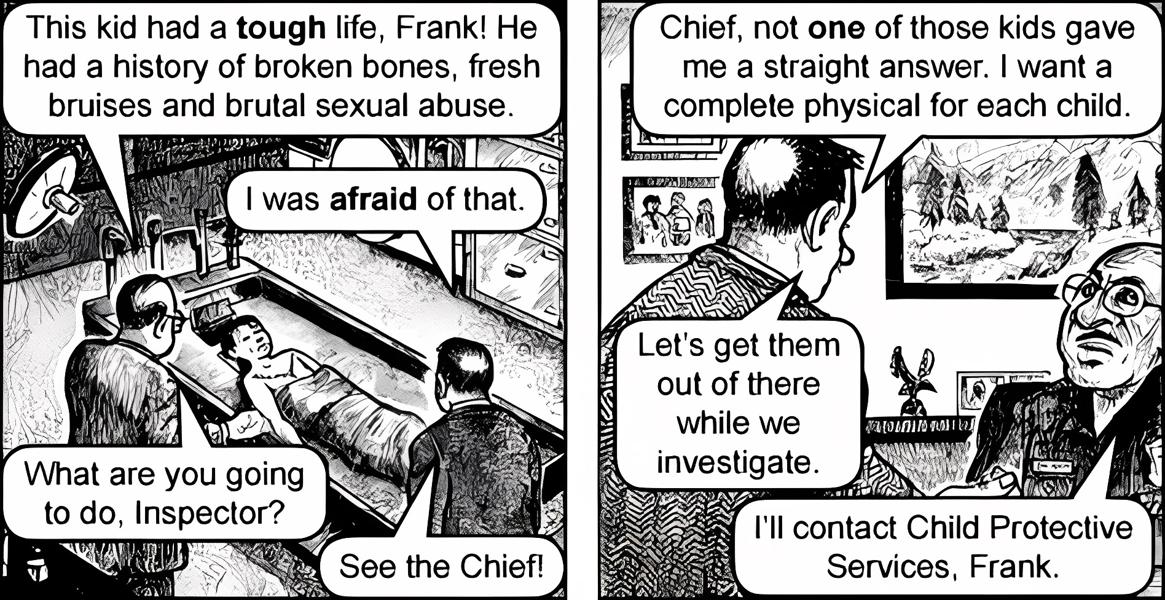 This kid had a tough life, Frank! He
had a history of broken bones, fresh
bruises and brutal sexual abuse.
I was afraid of that.
What are you going
to do, Inspector?
See the Chief!
Chief, not one of those kids gave
me a straight answer. I want a
complete physical for each child.
Let's get them
out of there
while we
investigate.
I'll contact Child Protective
Services, Frank.